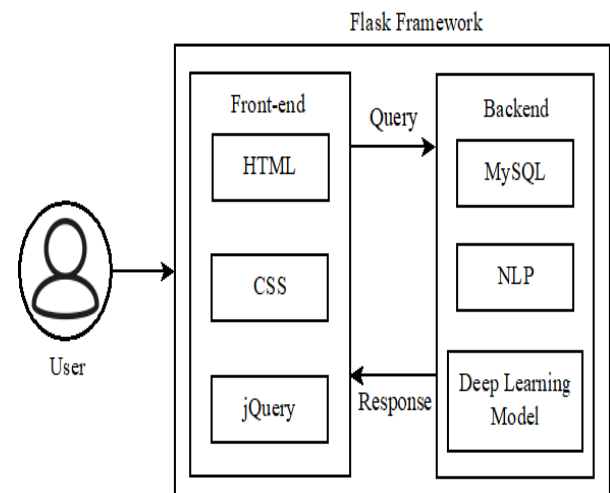 Flask Framework
Front-end
HTML
CSS
jQuery
Query
Response
Backend
MySQL
NLP
Deep Learning
Model
User